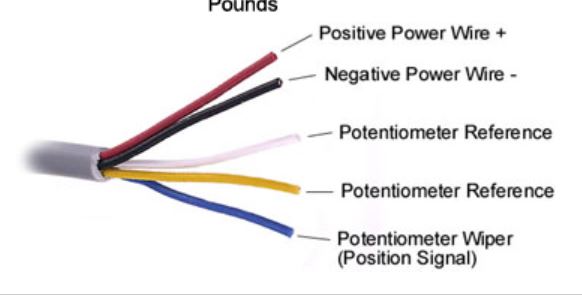 Pounds
Positive Power Wire +
Negative Power Wire -
Potentiometer Reference
Potentiometer Reference
Potentiometer Wiper
(Position Signal)